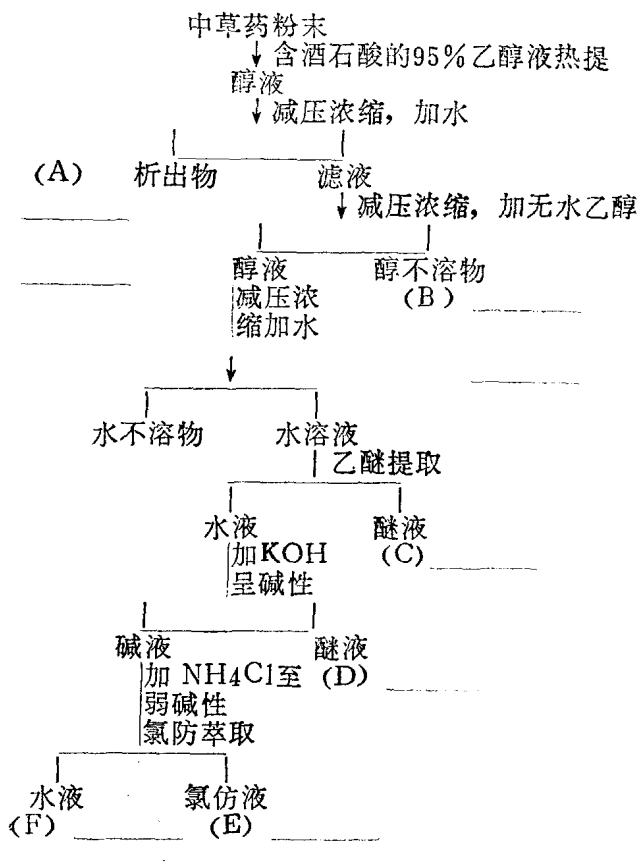 中草药粉末
含酒石酸的95%乙醇液热提
醇液
减压浓缩，加水
(A) 析出物 滤液
减压浓缩，加无水乙醇
醇液 醇不溶物
减压浓 (B)
缩加水
水不溶物 水溶液
乙醚提取
水液 醚液
加KOH (C)
呈碱性
碱液 醚液
加 NH4Cl至 (D)
弱碱性
氯防萃取
水液 氯仿液
(F) (E)